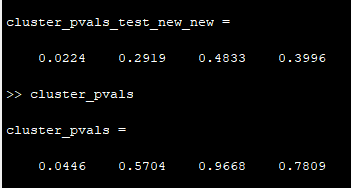 cluster_pvals_test_new_new =
0.0224 0.2919 0.4833 0.3996
>> cluster_pvals
cluster_pvals =
0.0446 0.5704 0.9668 0.7809